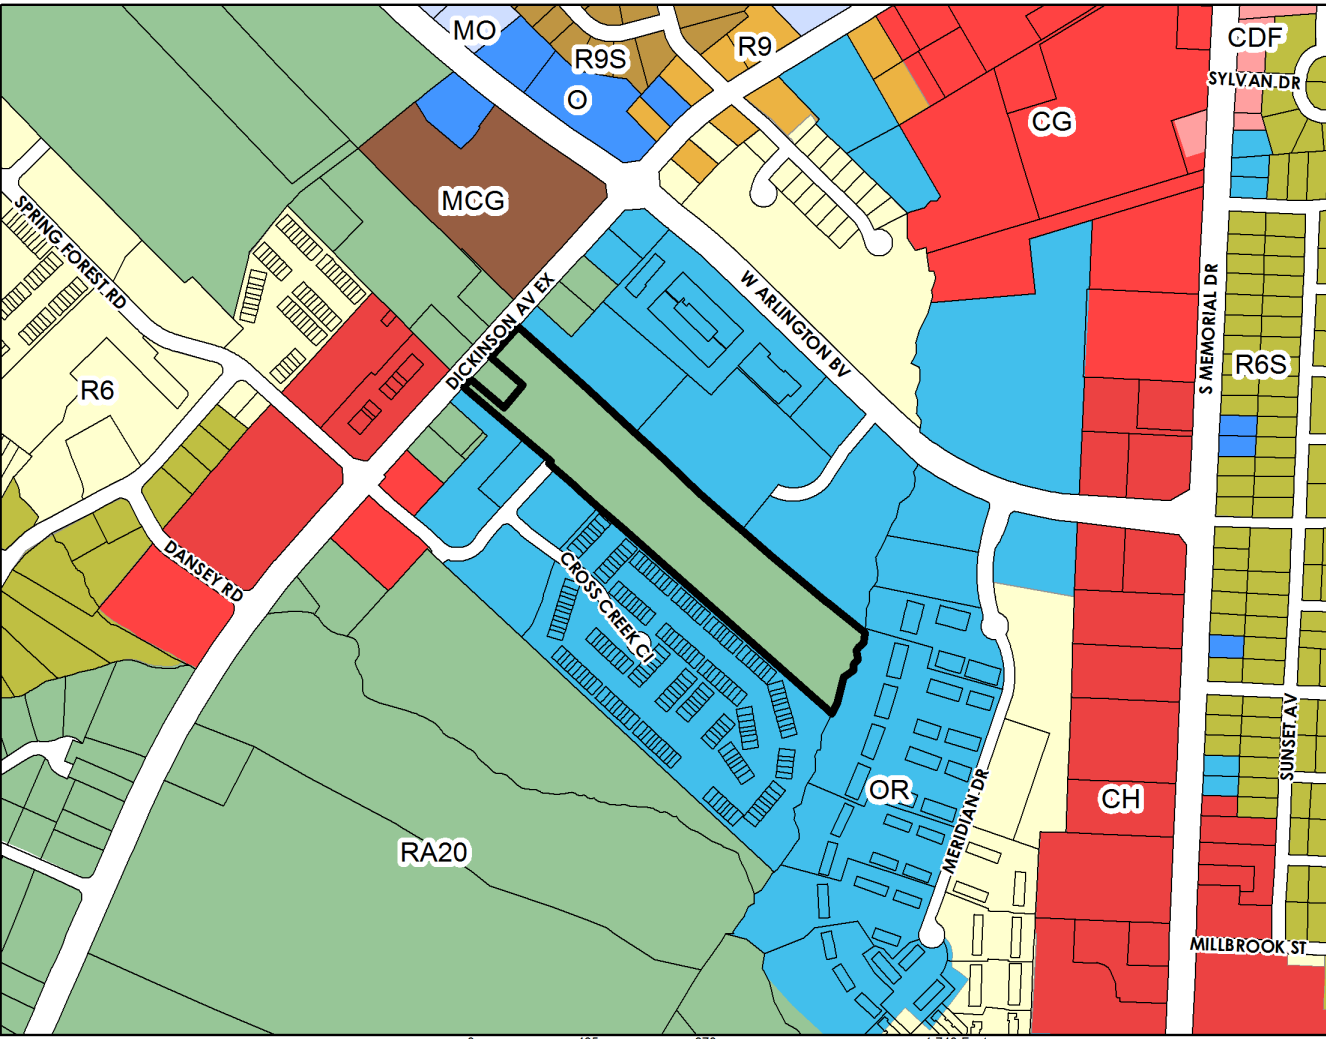 MO
R9S
R9
O
CDF
SYLVAN DR
CG
MCG
SPRING FOREST RD
DICKINSON AV EX
W ARLINGTON BV
S MEMORIAL DR
R6S
R6
DANSEY RD
CROSS CREEK CI
SUNSET AV
OR
MERIDIAN DR
CH
RA20
MILLBROOK ST